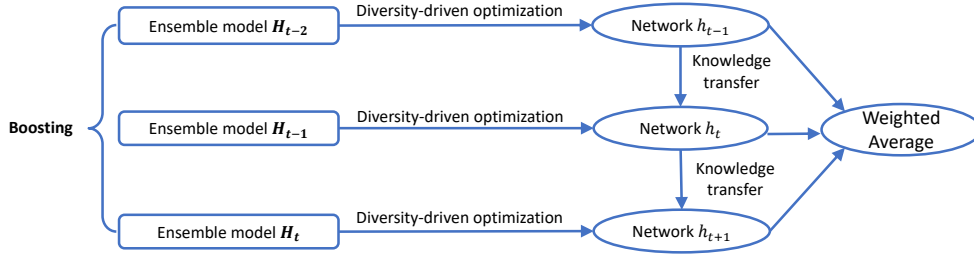 Ensemble model H_{t−2}
Diversity-driven optimization
Network h_{t−1}
Knowledge
transfer
Boosting
Ensemble model H_{t−1}
Diversity-driven optimization
Network h_t
Weighted
Average
Knowledge
transfer
Ensemble model H_t
Diversity-driven optimization
Network h_{t+1}